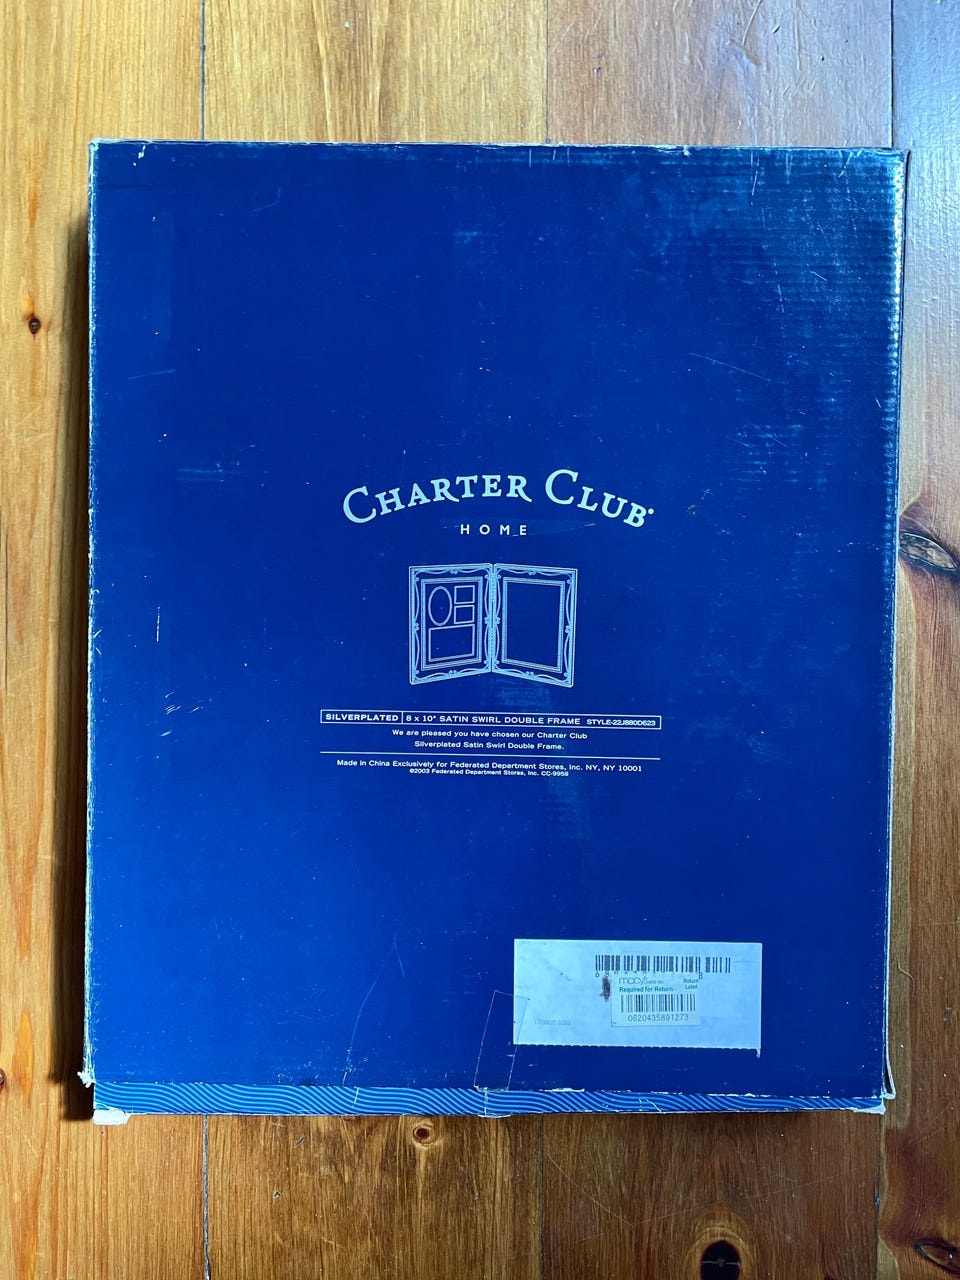 CHARTER CLUB®
HOME
SILVERPLATED 8 x 10" SATIN SWIRL DOUBLE FRAME STYLE-22J880D523
We are pleased you have chosen our Charter Club
Silverplated Satin Swirl Double Frame.
Made in China Exclusively for Federated Department Stores, Inc. NY, NY 10001
©2003 Federated Department Stores, Inc. CC-9958
macy's
Return
Label
Required for Return
0620435891273